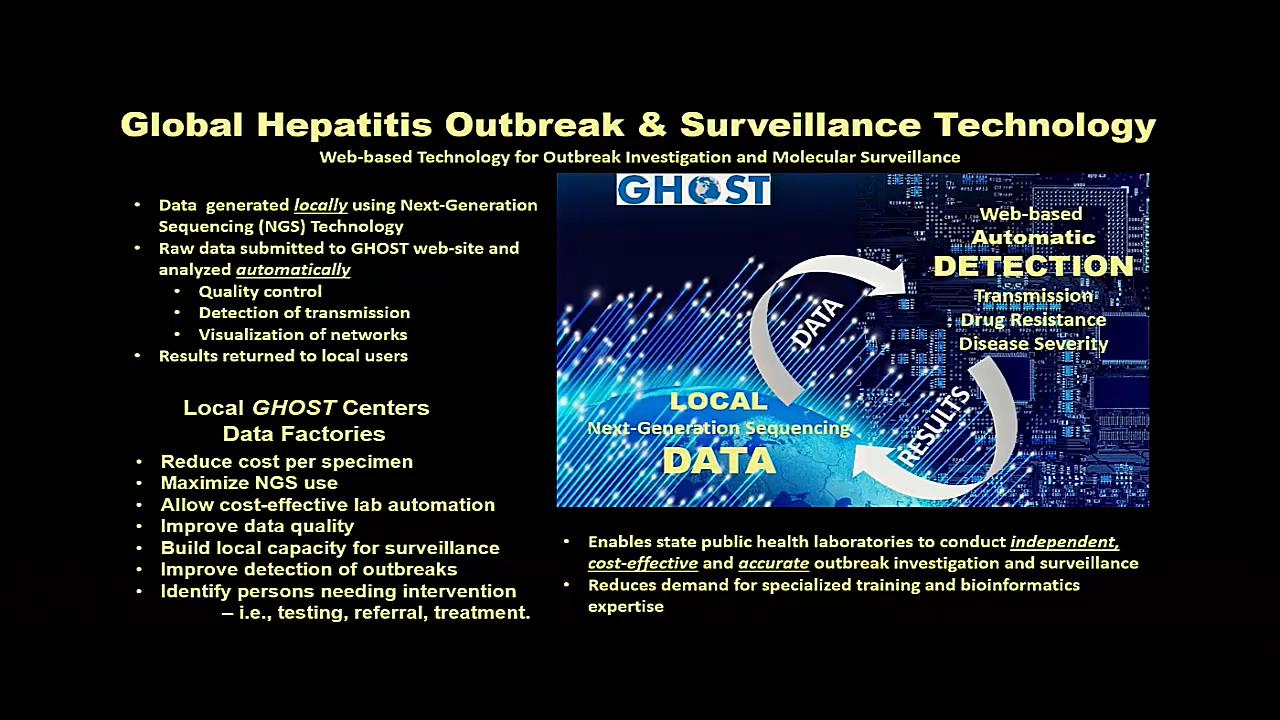 Global Hepatitis Outbreak & Surveillance Technology
Web-based Technology for Outbreak Investigation and Molecular Surveillance
• Data generated locally using Next-Generation
Sequencing (NGS) Technology
• Raw data submitted to GHOST web-site and
analyzed automatically
• Quality control
• Detection of transmission
• Visualization of networks
• Results returned to local users
Local GHOST Centers
Data Factories
• Reduce cost per specimen
• Maximize NGS use
• Allow cost-effective lab automation
• Improve data quality
• Build local capacity for surveillance
• Improve detection of outbreaks
• Identify persons needing intervention
– i.e., testing, referral, treatment.
GHOST
Web-based
Automatic
DETECTION
Transmission
Drug Resistance
Disease Severity
DATA
LOCAL
Next-Generation Sequencing
DATA
RESULTS
• Enables state public health laboratories to conduct independent,
cost-effective and accurate outbreak investigation and surveillance
• Reduces demand for specialized training and bioinformatics
expertise